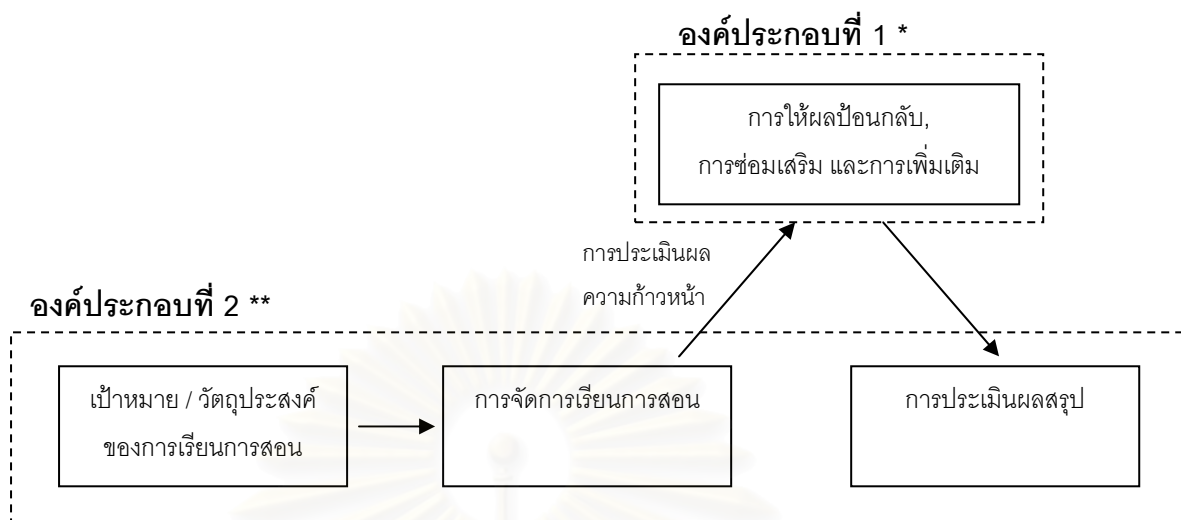 องค์ประกอบที่ 1 *
การให้ผลป้อนกลับ,
การซ่อมเสริม และการเพิ่มเติม
การประเมินผล
ความก้าวหน้า
องค์ประกอบที่ 2 **
เป้าหมาย / วัตถุประสงค์
ของการเรียนการสอน
การจัดการเรียนการสอน
การประเมินผลสรุป